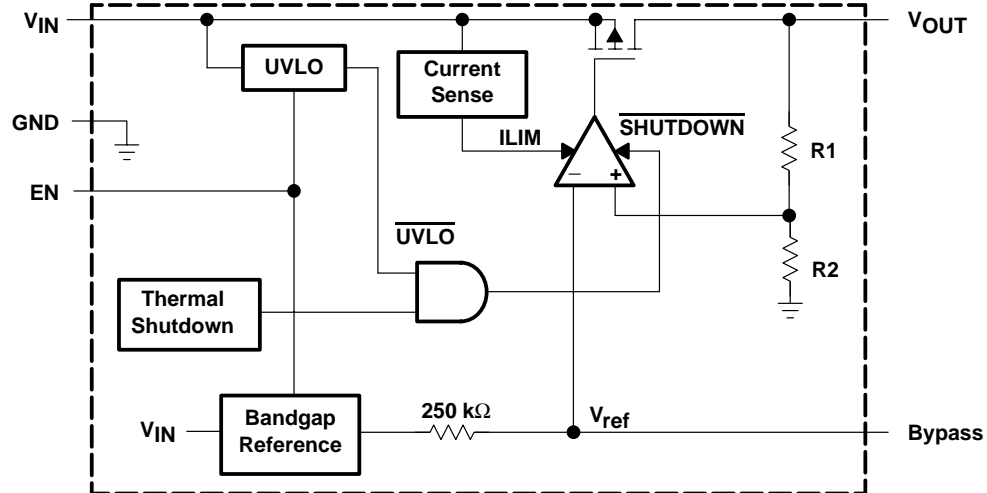 VIN
VOUT
UVLO
Current
Sense
GND
SHUTDOWN
ILIM
R1
− +
EN
UVLO
R2
Thermal
Shutdown
250 kΩ
Vref
VIN
Bandgap
Reference
Bypass